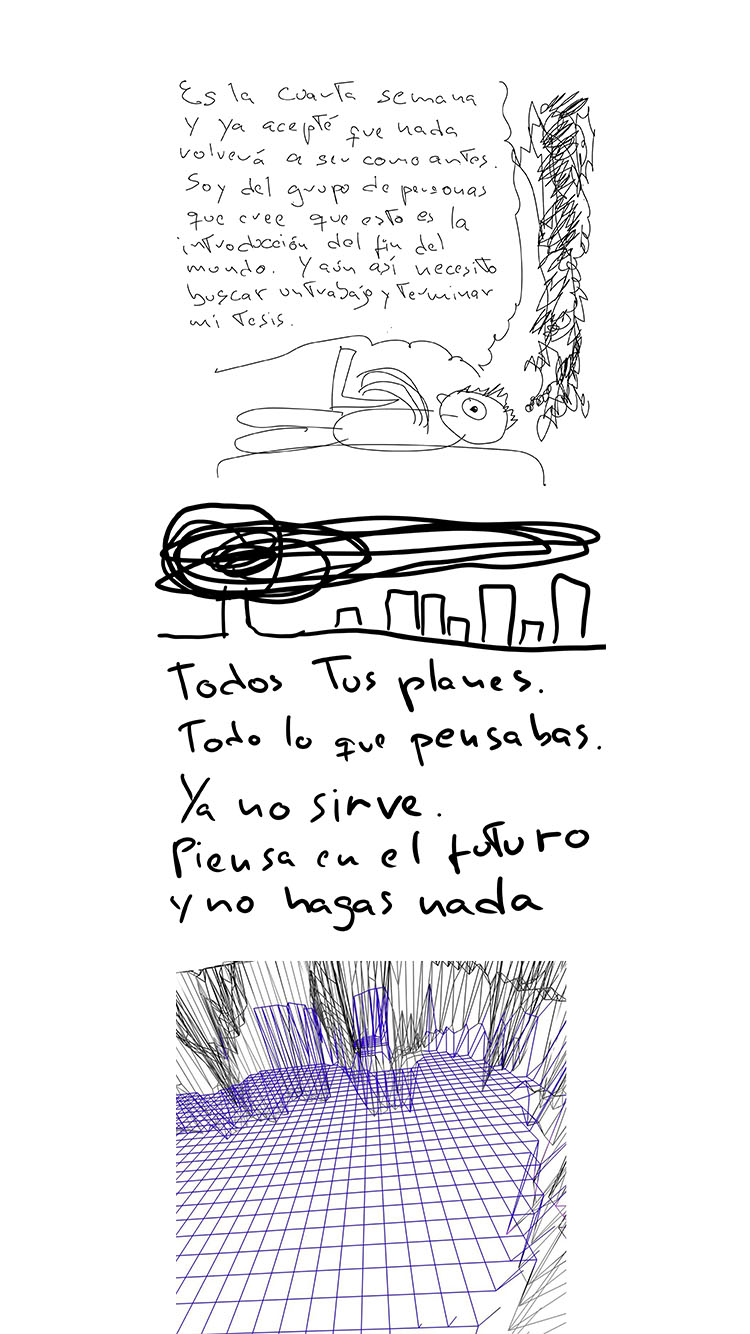 Es la cuarta semana
y ya acepté que nada
volverá a ser como antes.
Soy del grupo de personas
que cree que esto es la
introducción del fin del
mundo. Y aún así necesito
buscar un trabajo y terminar
mi tesis.
Todos tus planes.
Todo lo que pensabas.
Ya no sirve.
Piensa en el futuro
y no hagas nada